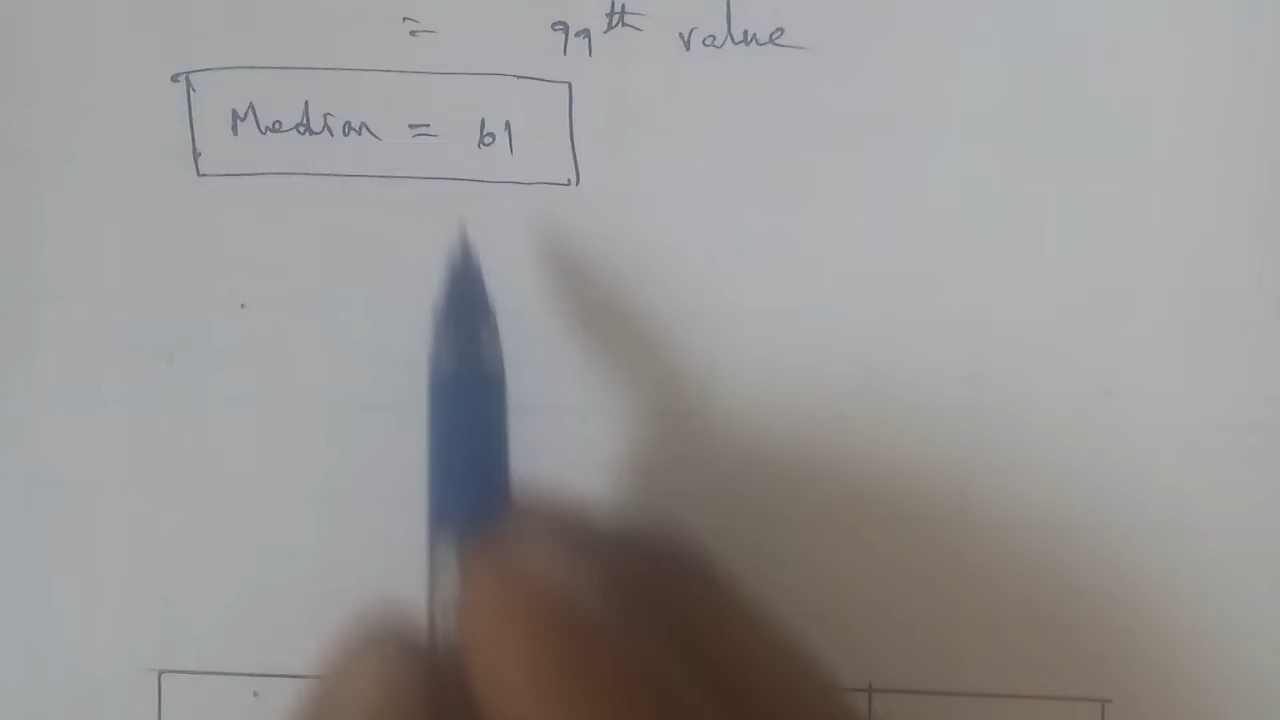 = 99th value
Median = 61